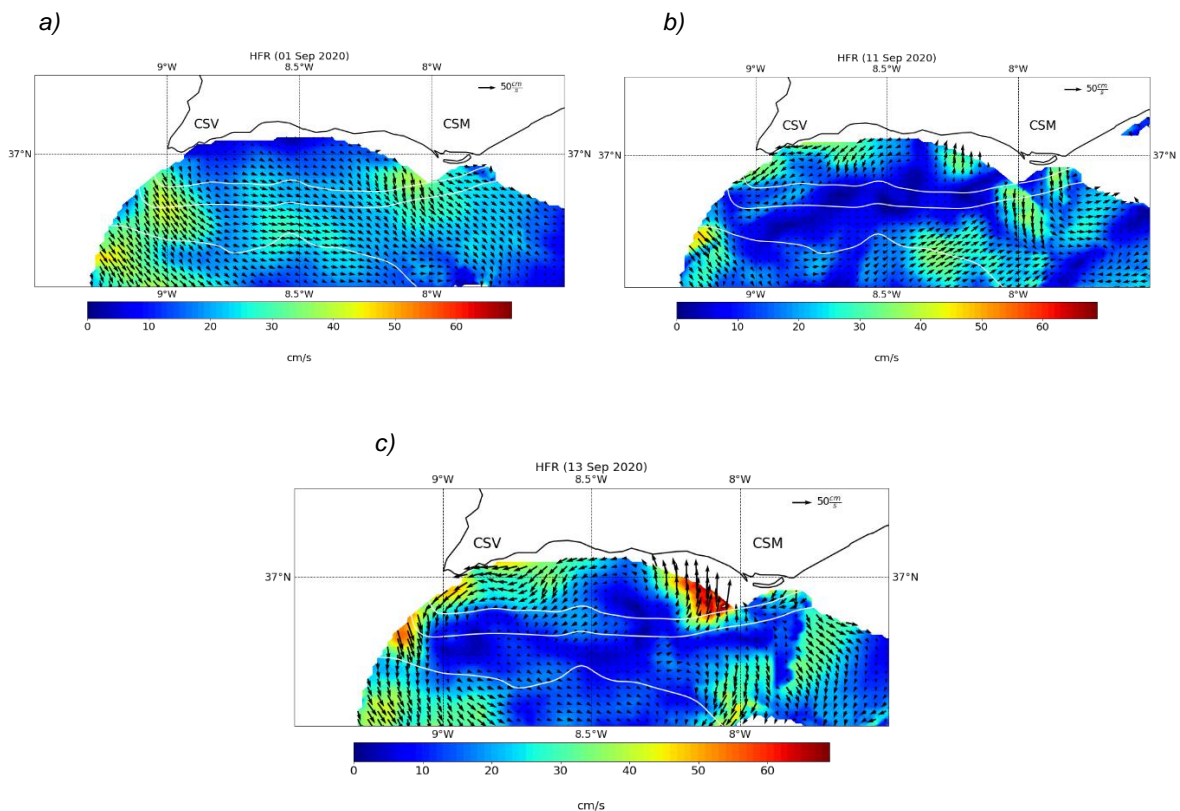 a)
HFR (01 Sep 2020)
9°W 8.5°W 8°W
50 cm/s
CSV CSM
37°N 37°N
9°W 8.5°W 8°W
0 10 20 30 40 50 60
cm/s
b)
HFR (11 Sep 2020)
9°W 8.5°W 8°W
50 cm/s
CSV CSM
37°N 37°N
9°W 8.5°W 8°W
0 10 20 30 40 50 60
cm/s
c)
HFR (13 Sep 2020)
9°W 8.5°W 8°W
50 cm/s
CSV CSM
37°N 37°N
9°W 8.5°W 8°W
0 10 20 30 40 50 60
cm/s